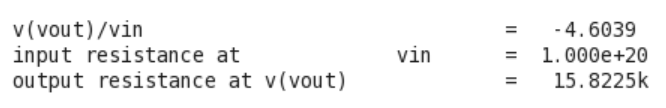 v(vout)/vin = -4.6039
input resistance at vin = 1.000e+20
output resistance at v(vout) = 15.8225k